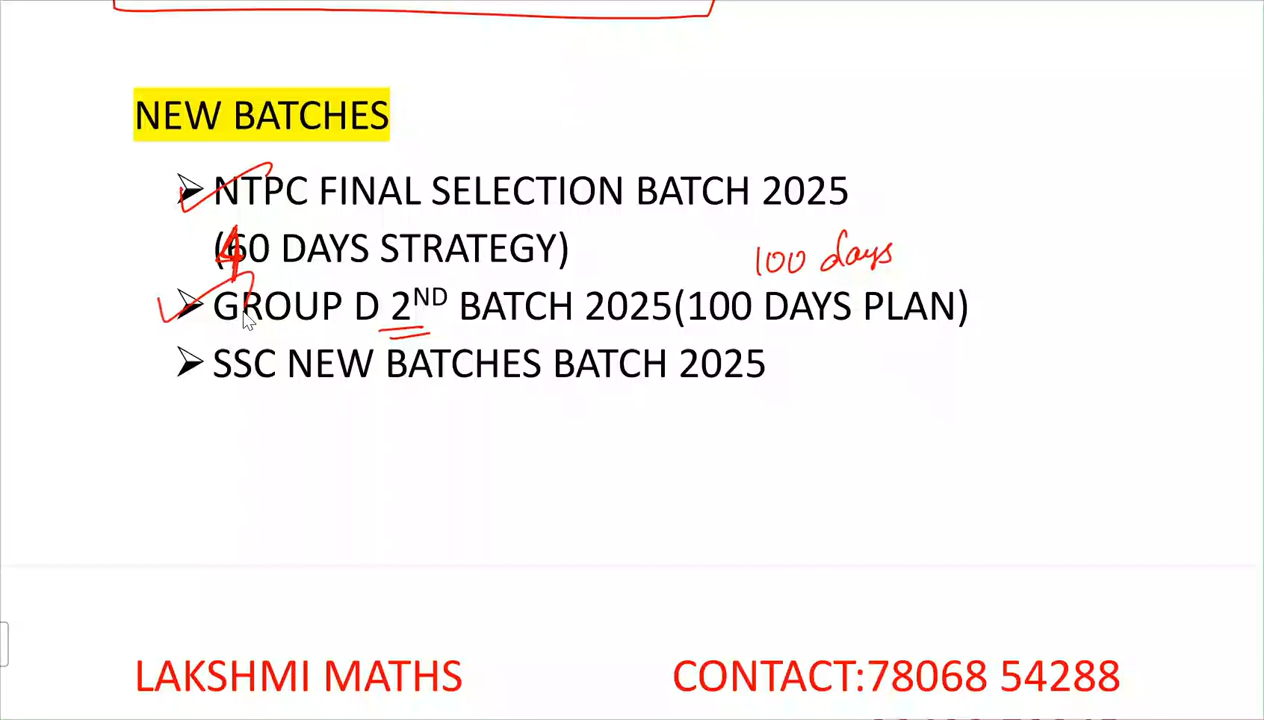 NEW BATCHES
➢ NTPC FINAL SELECTION BATCH 2025
(60 DAYS STRATEGY)
4
100 days
➢ GROUP D 2ND BATCH 2025(100 DAYS PLAN)
➢ SSC NEW BATCHES BATCH 2025
LAKSHMI MATHS
CONTACT:78068 54288